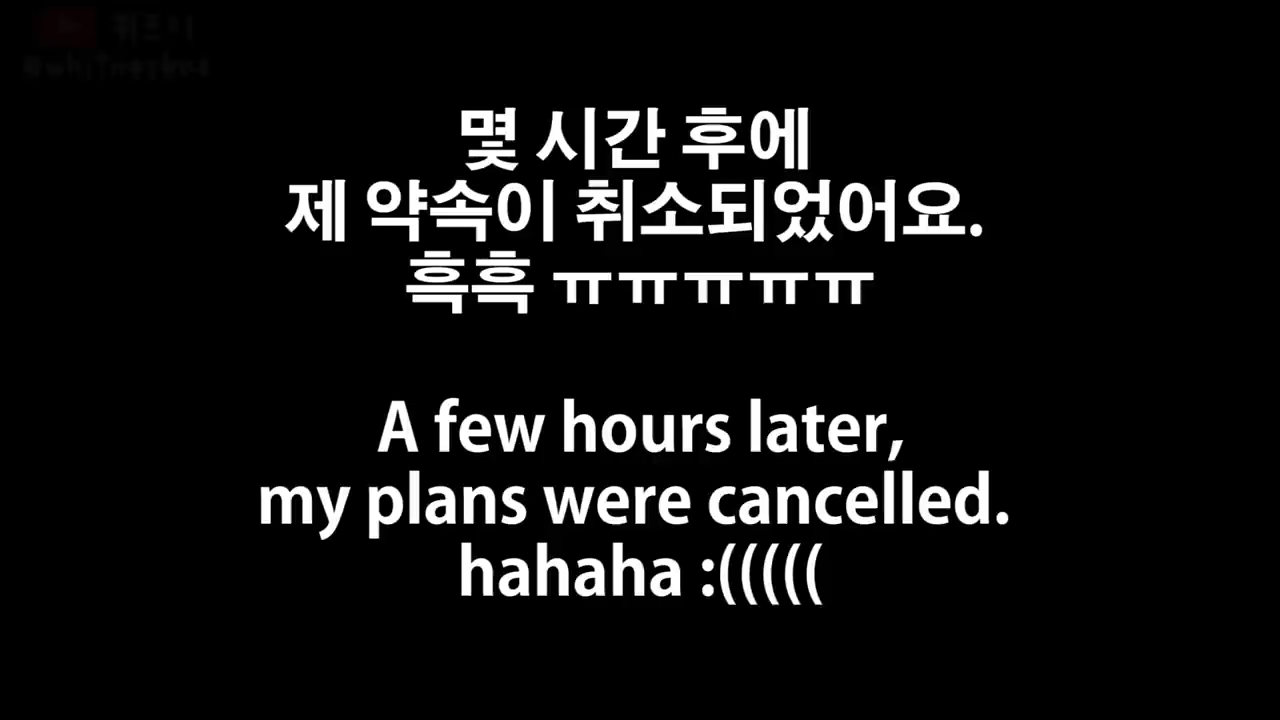 몇 시간 후에
제 약속이 취소되었어요.
흑흑 ㅠㅠㅠㅠㅠ
A few hours later,
my plans were cancelled.
hahaha :(((((